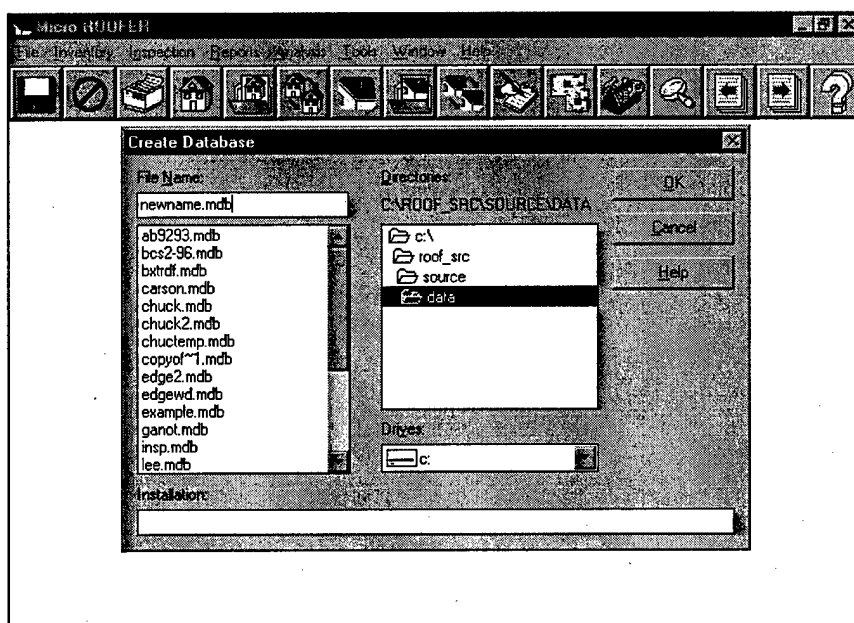 Micro ROOFER
File Inventory Inspection Reports Analysis Tools Window Help
Create Database
File Name:
newname.mdb
ab9293.mdb
bcs2-96.mdb
bxtrdf.mdb
carson.mdb
chuck.mdb
chuck2.mdb
chuctemp.mdb
copyof~1.mdb
edge2.mdb
edgewd.mdb
example.mdb
ganot.mdb
insp.mdb
lee.mdb
Directories:
C:\ROOF_SRC\SOURCE\DATA
c:\
roof_src
source
data
Drives:
c:
OK
Cancel
Help
Installation: